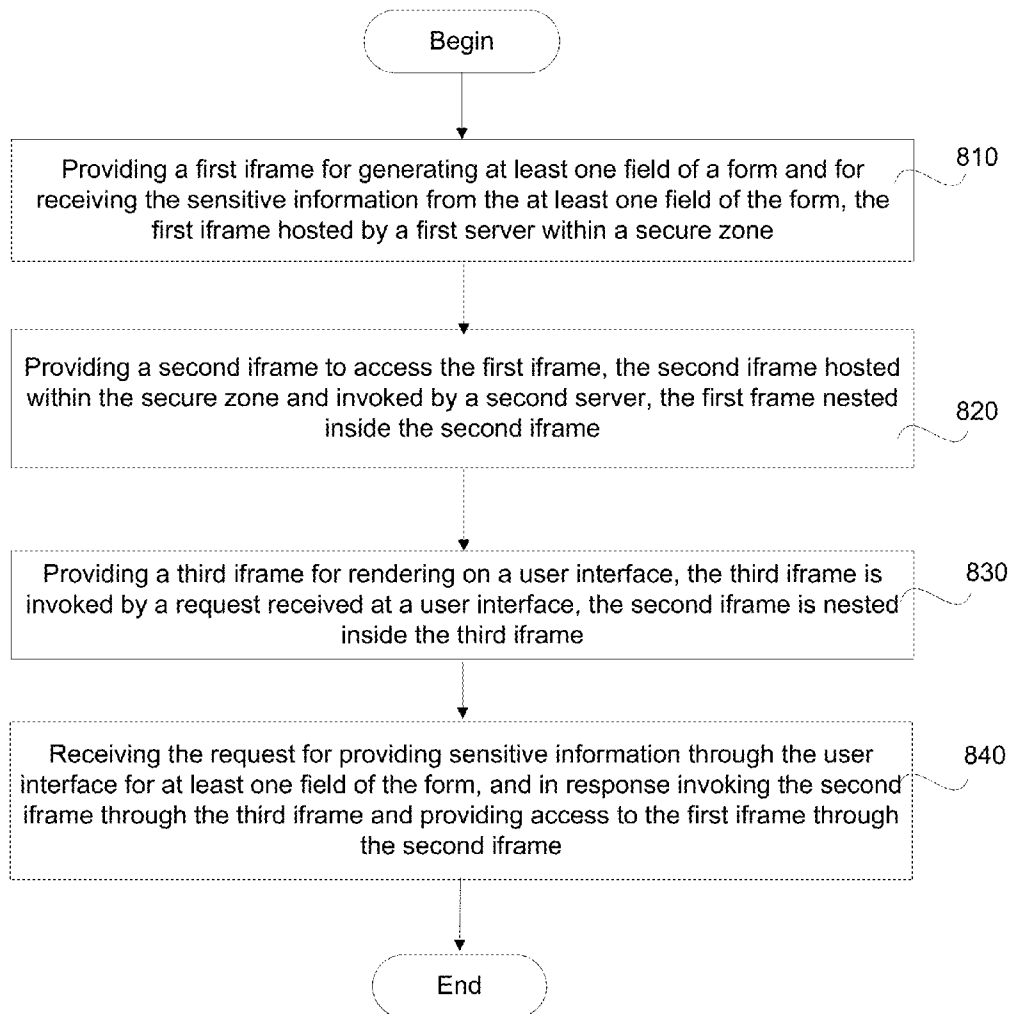 Begin
Providing a first iframe for generating at least one field of a form and for
receiving the sensitive information from the at least one field of the form, the
first iframe hosted by a first server within a secure zone
810
Providing a second iframe to access the first iframe, the second iframe hosted
within the secure zone and invoked by a second server, the first frame nested
inside the second iframe
820
Providing a third iframe for rendering on a user interface, the third iframe is
invoked by a request received at a user interface, the second iframe is nested
inside the third iframe
830
Receiving the request for providing sensitive information through the user
interface for at least one field of the form, and in response invoking the second
iframe through the third iframe and providing access to the first iframe through
the second iframe
840
End